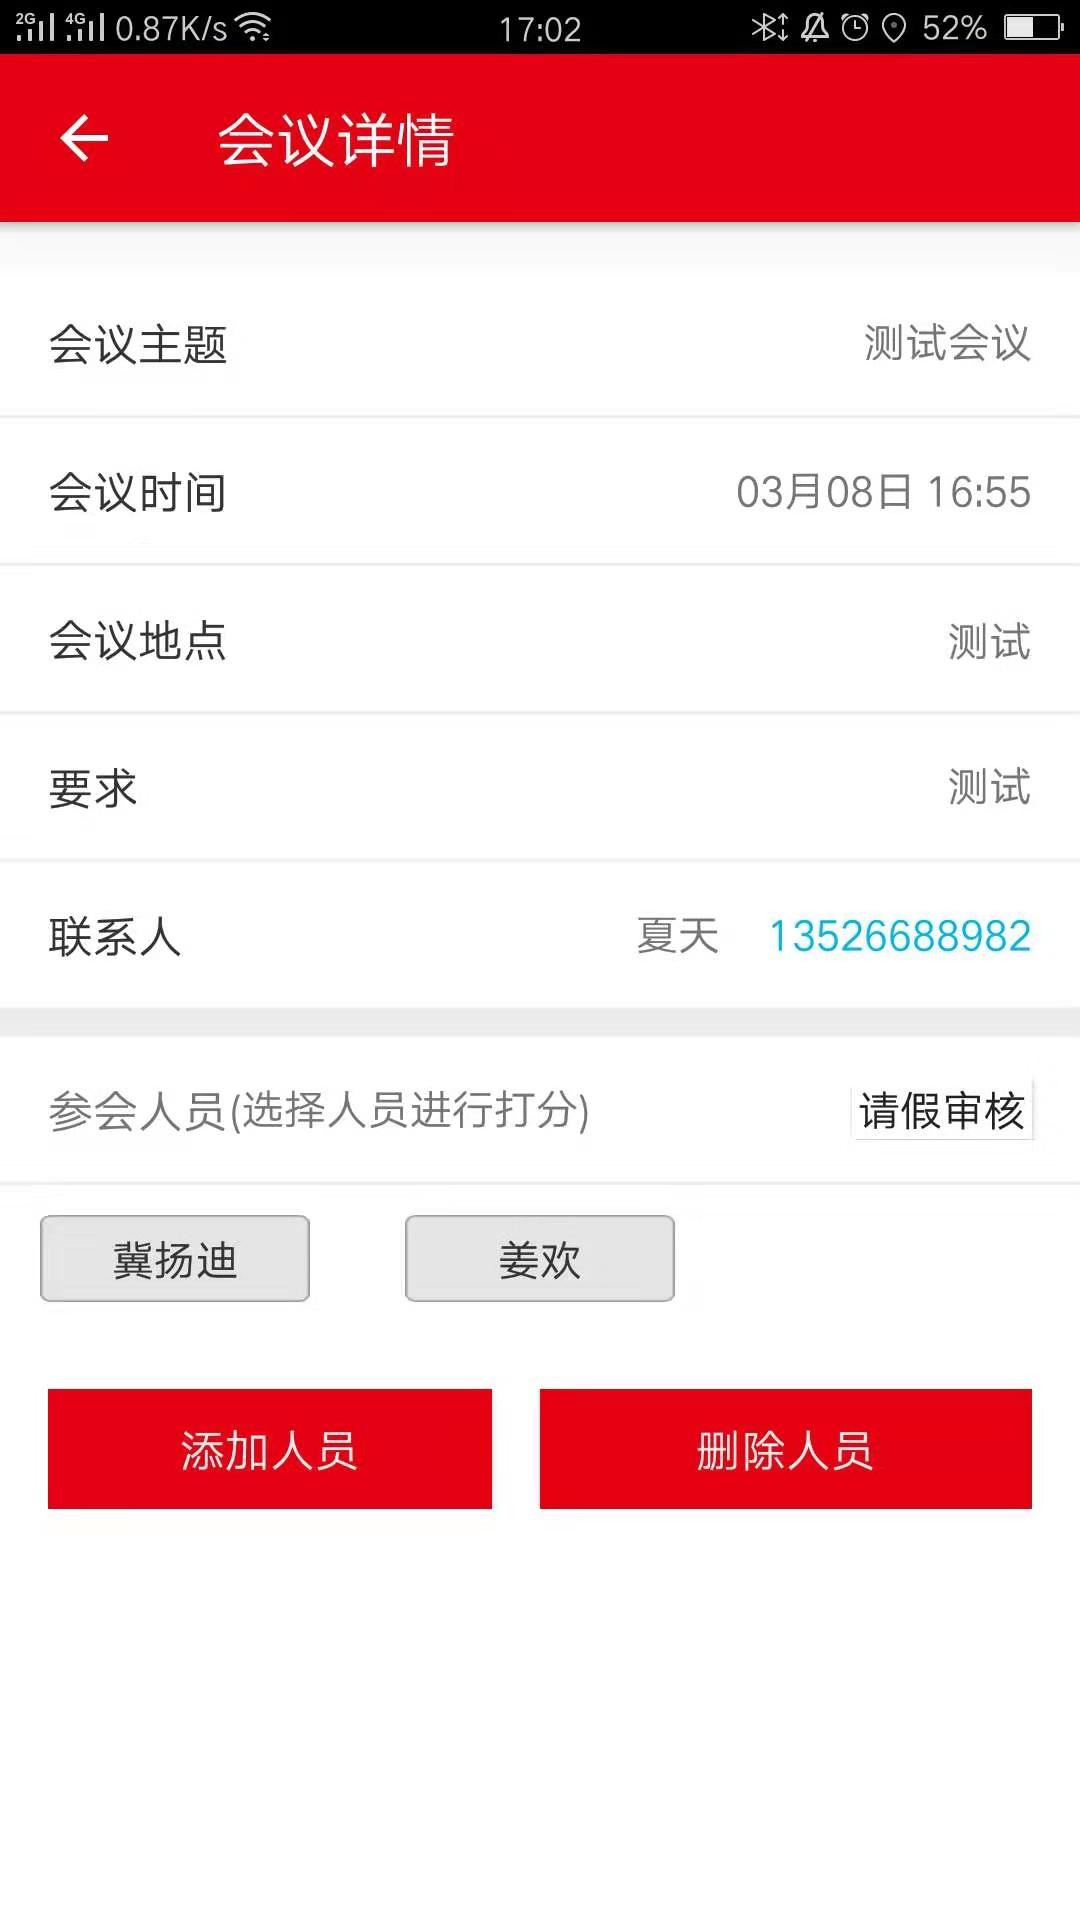 2G 4G 0.87K/s 17:02 52%
会议详情
会议主题 测试会议
会议时间 03月08日 16:55
会议地点 测试
要求 测试
联系人 夏天 13526688982
参会人员(选择人员进行打分) 请假审核
冀扬迪 姜欢
添加人员 删除人员